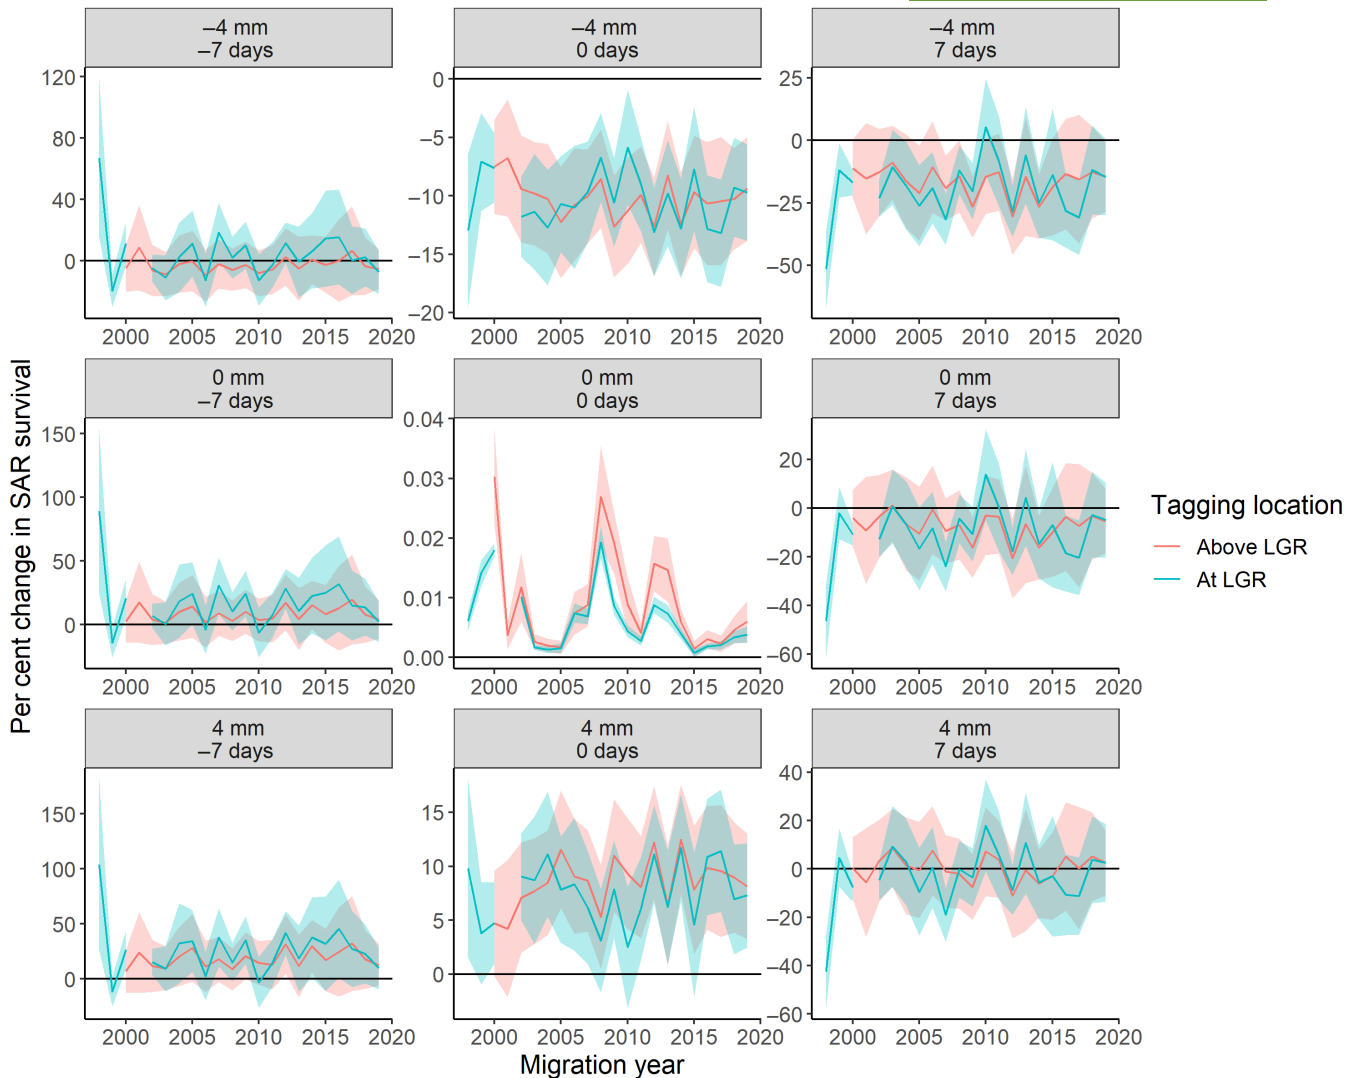 –4 mm
–7 days
–4 mm
0 days
–4 mm
7 days
120
80
40
0
0
–5
–10
–15
–20
25
0
–25
–50
2000 2005 2010 2015 2020
2000 2005 2010 2015 2020
2000 2005 2010 2015 2020
Per cent change in SAR survival
0 mm
–7 days
0 mm
0 days
0 mm
7 days
150
100
50
0
0.04
0.03
0.02
0.01
0.00
20
0
–20
–40
–60
2000 2005 2010 2015 2020
2000 2005 2010 2015 2020
2000 2005 2010 2015 2020
Tagging location
Above LGR
At LGR
4 mm
–7 days
4 mm
0 days
4 mm
7 days
150
100
50
0
15
10
5
0
40
20
0
–20
–40
–60
2000 2005 2010 2015 2020
2000 2005 2010 2015 2020
2000 2005 2010 2015 2020
Migration year